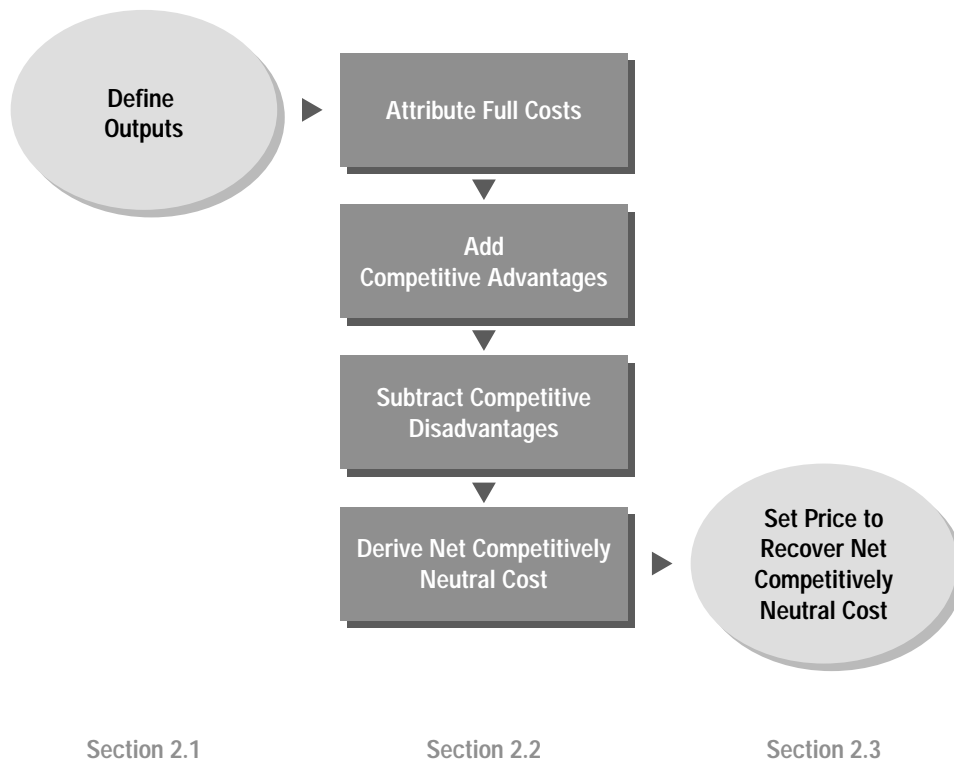 Define
Outputs
Attribute Full Costs
Add
Competitive Advantages
Subtract Competitive
Disadvantages
Derive Net Competitively
Neutral Cost
Set Price to
Recover Net
Competitively
Neutral Cost
Section 2.1
Section 2.2
Section 2.3